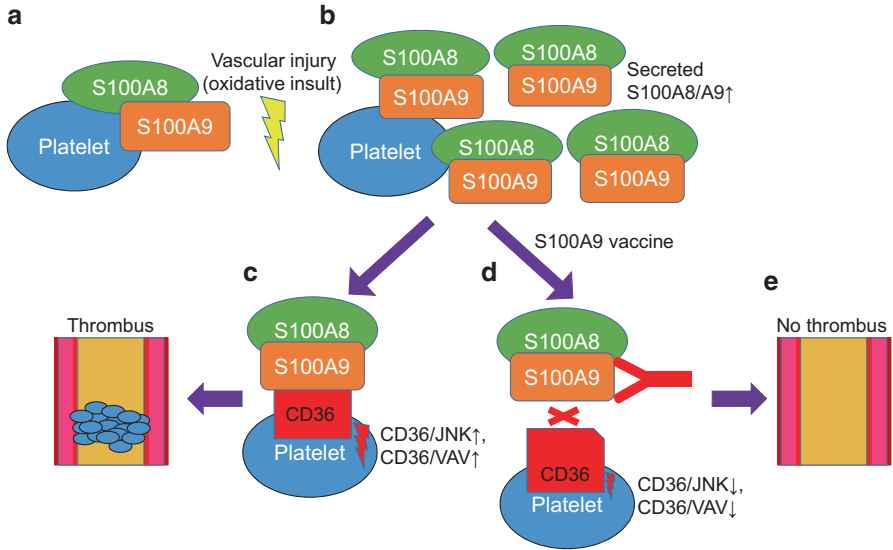 a
S100A8
S100A9
Platelet
Vascular injury
(oxidative insult)
b
S100A8
S100A9
Platelet
S100A8
S100A9
S100A8
S100A9
Secreted
S100A8/A9↑
S100A8
S100A9
S100A9 vaccine
c
S100A8
S100A9
CD36
Platelet
CD36/JNK↑,
CD36/VAV↑
Thrombus
d
S100A8
S100A9
CD36
Platelet
CD36/JNK↓,
CD36/VAV↓
e
No thrombus